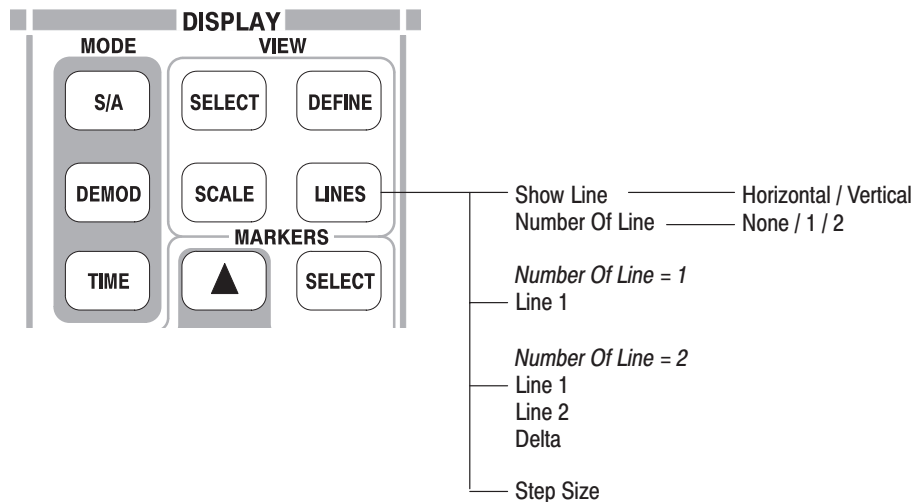 DISPLAY
MODE VIEW
S/A SELECT DEFINE
DEMOD SCALE LINES
MARKERS
TIME SELECT
Show Line Horizontal / Vertical
Number Of Line None / 1 / 2
Number Of Line = 1
Line 1
Number Of Line = 2
Line 1
Line 2
Delta
Step Size